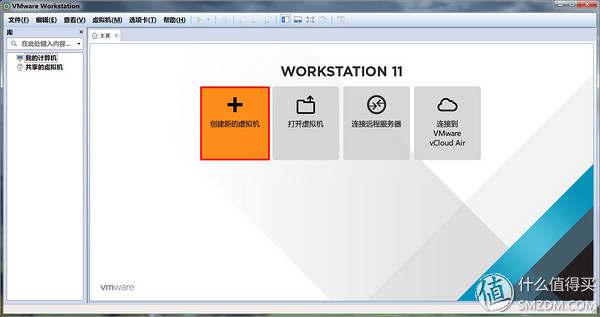 VMware Workstation
文件(F) 编辑(E) 查看(V) 虚拟机(M) 选项卡(T) 帮助(H)
库
在此处键入内容...
我的计算机
共享的虚拟机
主页
WORKSTATION 11
创建新的虚拟机
打开虚拟机
连接远程服务器
连接到
VMware
vCloud Air
vmware
值 什么值得买
SMZDM.COM